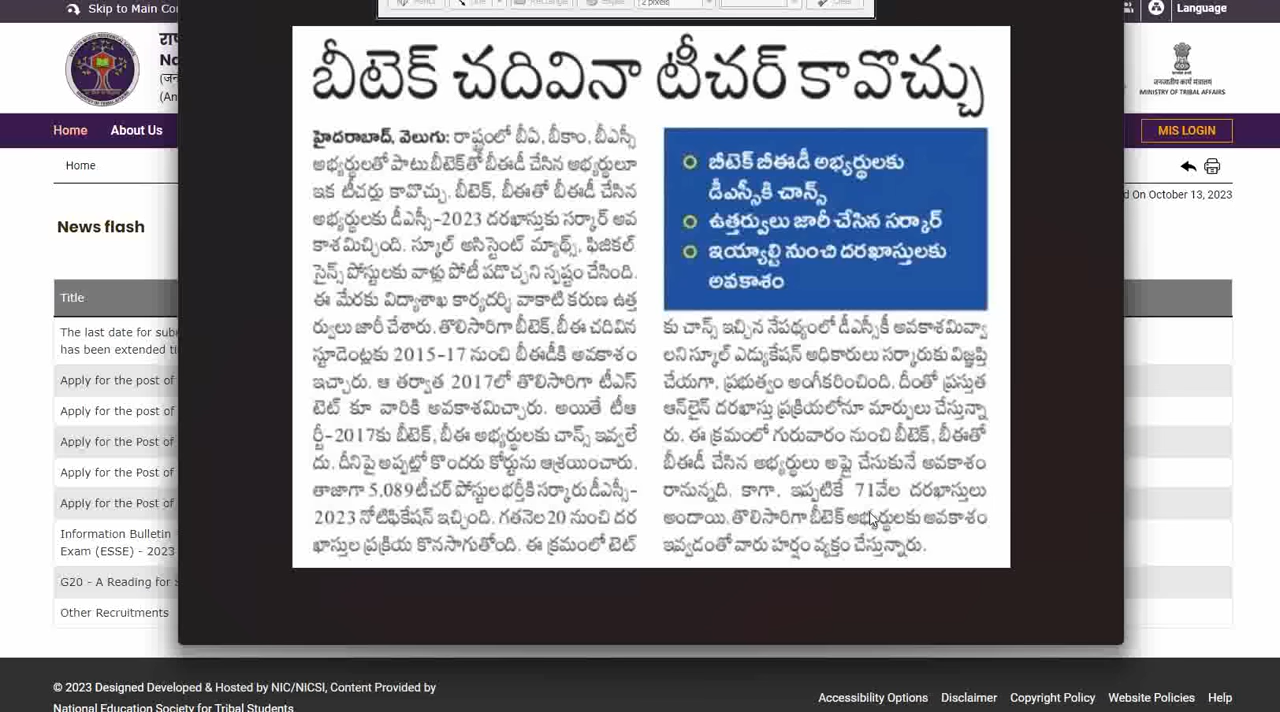 Skip to Main Co
Language
MINISTRY OF TRIBAL AFFAIRS
Home
About Us
MIS LOGIN
Home
d On October 13, 2023
News flash
Title
The last date for sub
has been extended t
Apply for the post of
Apply for the post of
Apply for the Post of
Apply for the Post of
Apply for the Post of
Information Bulletin
Exam (ESSE) - 2023
G20 - A Reading for s
Other Recruitments
బీటెక్ చదివినా టీచర్ కావొచ్చు
హైదరాబాద్, వెలుగు: రాష్ట్రంలో బీఏ, బీకాం, బీఎస్సీ
అభ్యర్థులతో పాటు బీటెక్‌తో బీఈడీ చేసిన అభ్యర్థులూ
ఇక టీచర్లు కావొచ్చు. బీటెక్, బీఈతో బీఈడీ చేసిన
అభ్యర్థులకు డీఎస్సీ-2023 దరఖాస్తుకు సర్కార్ అవ
కాశమిచ్చింది. స్కూల్ అసిస్టెంట్ మ్యాథ్స్, ఫిజికల్
సైన్స్ పోస్టులకు వాళ్లు పోటీ పడొచ్చని స్పష్టం చేసింది.
ఈ మేరకు విద్యాశాఖ కార్యదర్శి వాకాటి కరుణ ఉత్త
ర్వులు జారీ చేశారు. తొలిసారిగా బీటెక్, బీఈ చదివిన
స్టూడెంట్లకు 2015-17 నుంచి బీఈడీకి అవకాశం
ఇచ్చారు. ఆ తర్వాత 2017లో తొలిసారిగా టీఎస్
టెట్ కూ వారికి అవకాశమిచ్చారు. అయితే టీఆ
ర్టీ-2017కు బీటెక్, బీఈ అభ్యర్థులకు చాన్స్ ఇవ్వలే
దు. దీనిపై అప్పట్లో కొందరు కోర్టును ఆశ్రయించారు.
తాజాగా 5,089 టీచర్ పోస్టుల భర్తీకి సర్కారు డీఎస్సీ-
2023 నోటిఫికేషన్ ఇచ్చింది. గతనెల 20 నుంచి దర
ఖాస్తుల ప్రక్రియ కొనసాగుతోంది. ఈ క్రమంలో టెట్
బీటెక్ బీఈడీ అభ్యర్థులకు
డీఎస్సీకి చాన్స్
ఉత్తర్వులు జారీ చేసిన సర్కార్
ఇయ్యాల్టి నుంచి దరఖాస్తులకు
అవకాశం
కు చాన్స్ ఇచ్చిన నేపథ్యంలో డీఎస్సీకీ అవకాశమివ్వా
లని స్కూల్ ఎడ్యుకేషన్ అధికారులు సర్కారుకు విజ్ఞప్తి
చేయగా, ప్రభుత్వం అంగీకరించింది. దీంతో ప్రస్తుత
ఆన్‌లైన్ దరఖాస్తు ప్రక్రియలోనూ మార్పులు చేస్తున్నా
రు. ఈ క్రమంలో గురువారం నుంచి బీటెక్, బీఈతో
బీఈడీ చేసిన అభ్యర్థులు అప్లై చేసుకునే అవకాశం
రానున్నది. కాగా, ఇప్పటికే 71వేల దరఖాస్తులు
అందాయి. తొలిసారిగా బీటెక్ అభ్యర్థులకు అవకాశం
ఇవ్వడంతో వారు హర్షం వ్యక్తం చేస్తున్నారు.
© 2023 Designed Developed & Hosted by NIC/NICSI, Content Provided by
National Education Society for Tribal Students
Accessibility Options
Disclaimer
Copyright Policy
Website Policies
Help